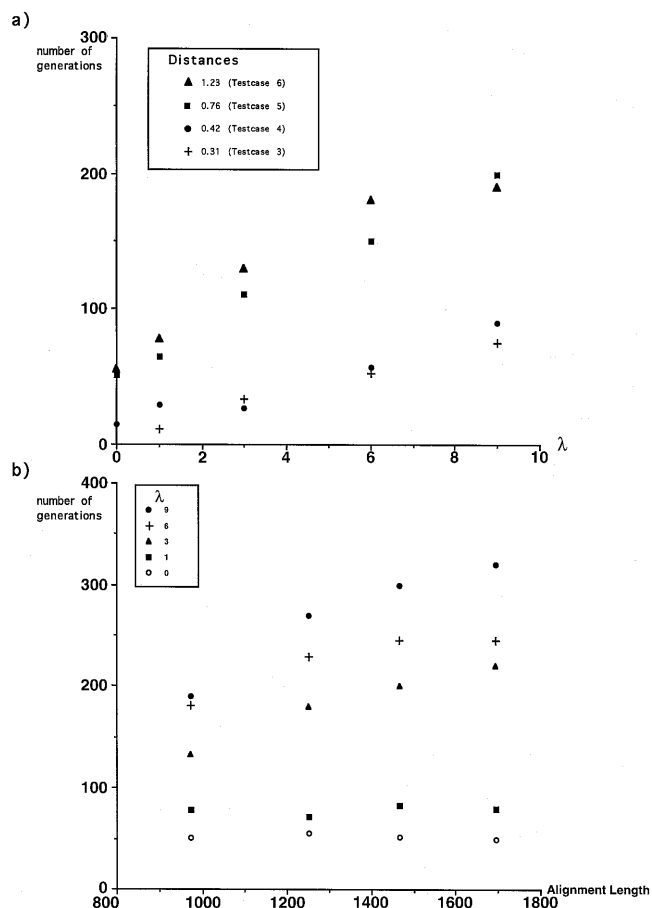 a)
number of
generations
300
200
100
0
Distances
▲ 1.23 (Testcase 6)
■ 0.76 (Testcase 5)
● 0.42 (Testcase 4)
+ 0.31 (Testcase 3)
0 2 4 6 8 10 λ
b)
number of
generations
400
300
200
100
0
λ
● 9
+ 6
▲ 3
■ 1
○ 0
800 1000 1200 1400 1600 1800 Alignment Length